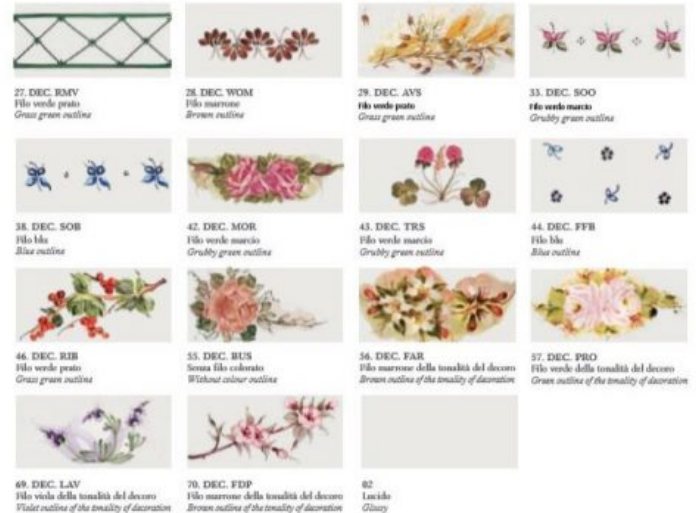 27. DEC. RMV
Filo verde prato
Grass green outline
28. DEC. WOM
Filo marrone
Brown outline
29. DEC. AVS
Filo verde prato
Grass green outline
33. DEC. SOO
Filo verde marcio
Grubby green outline
38. DEC. SOB
Filo blu
Blue outline
42. DEC. MOR
Filo verde marcio
Grubby green outline
43. DEC. TRS
Filo verde marcio
Grubby green outline
44. DEC. FFB
Filo blu
Blue outline
46. DEC. RIB
Filo verde prato
Grass green outline
55. DEC. BUS
Senza filo colorato
Without colour outline
56. DEC. FAR
Filo marrone della tonalità del decoro
Brown outline of the tonality of decoration
57. DEC. PRO
Filo verde della tonalità del decoro
Green outline of the tonality of decoration
69. DEC. LAV
Filo viola della tonalità del decoro
Violet outline of the tonality of decoration
70. DEC. FDP
Filo marrone della tonalità del decoro
Brown outline of the tonality of decoration
02
Lucido
Glossy